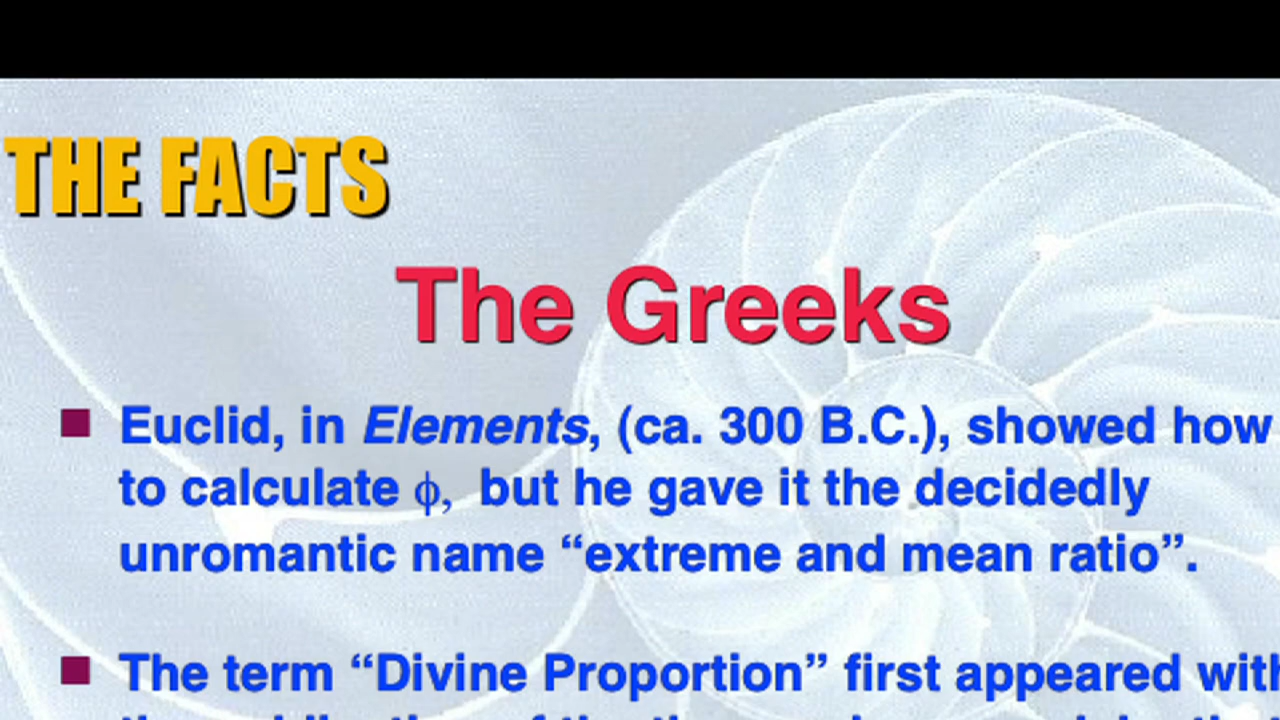 THE FACTS
The Greeks
Euclid, in Elements, (ca. 300 B.C.), showed how
to calculate ϕ, but he gave it the decidedly
unromantic name “extreme and mean ratio”.
The term “Divine Proportion” first appeared with